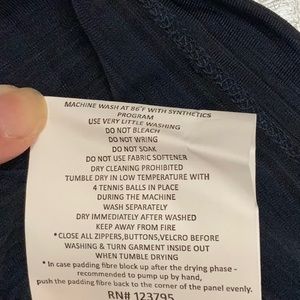 MACHINE WASH AT 86°F WITH SYNTHETICS
PROGRAM
USE VERY LITTLE WASHING
DO NOT BLEACH
DO NOT WRING
DO NOT SOAK
DO NOT USE FABRIC SOFTENER
DRY CLEANING PROHIBITED
TUMBLE DRY IN LOW TEMPERATURE WITH
4 TENNIS BALLS IN PLACE
DURING THE MACHINE
WASH SEPARATELY
DRY IMMEDIATELY AFTER WASHED
KEEP AWAY FROM FIRE
*CLOSE ALL ZIPPERS,BUTTONS,VELCRO BEFORE
WASHING & TURN GARMENT INSIDE OUT
WHEN TUMBLE DRYING
* In case padding fibre block up after the drying phase -
recommended to pump up by hand,
push the padding fibre back to the corner of the panel evenly.
RN# 123795